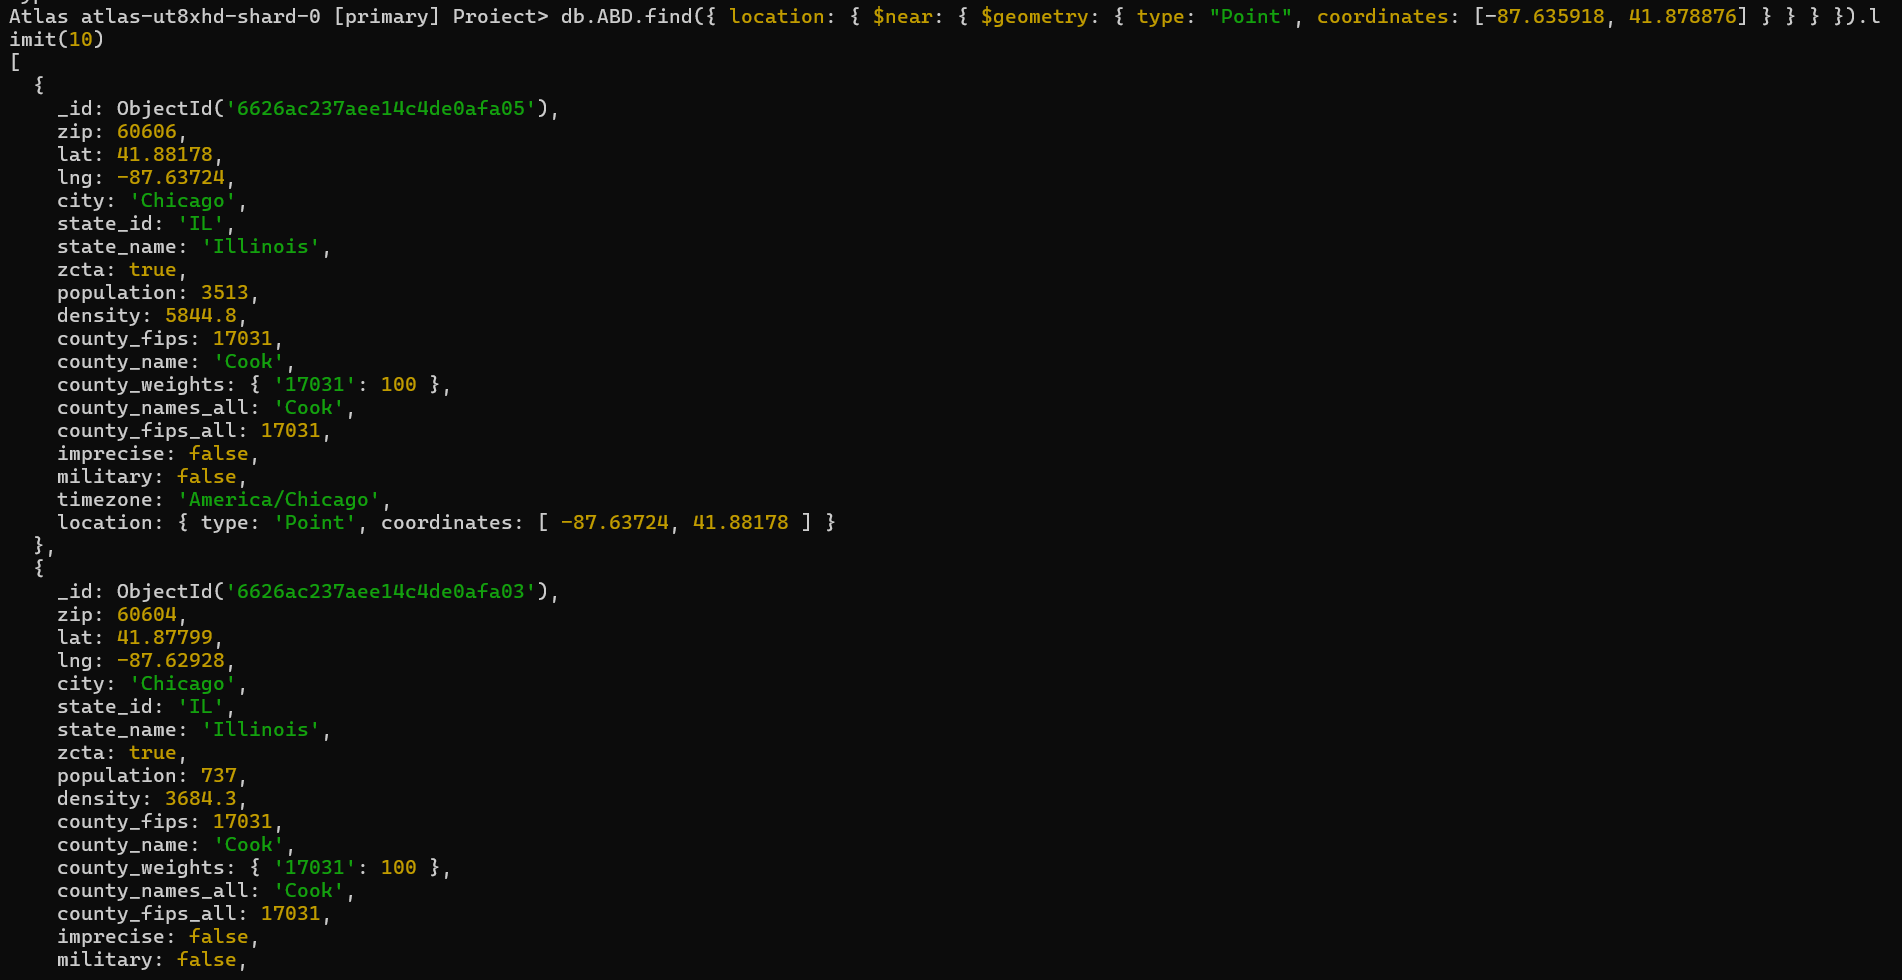 Atlas atlas-ut8xhd-shard-0 [primary] Proiect> db.ABD.find({ location: { $near: { $geometry: { type: "Point", coordinates: [-87.635918, 41.878876] } } } }).l
imit(10)
[
  {
    _id: ObjectId('6626ac237aee14c4de0afa05'),
    zip: 60606,
    lat: 41.88178,
    lng: -87.63724,
    city: 'Chicago',
    state_id: 'IL',
    state_name: 'Illinois',
    zcta: true,
    population: 3513,
    density: 5844.8,
    county_fips: 17031,
    county_name: 'Cook',
    county_weights: { '17031': 100 },
    county_names_all: 'Cook',
    county_fips_all: 17031,
    imprecise: false,
    military: false,
    timezone: 'America/Chicago',
    location: { type: 'Point', coordinates: [ -87.63724, 41.88178 ] }
  },
  {
    _id: ObjectId('6626ac237aee14c4de0afa03'),
    zip: 60604,
    lat: 41.87799,
    lng: -87.62928,
    city: 'Chicago',
    state_id: 'IL',
    state_name: 'Illinois',
    zcta: true,
    population: 737,
    density: 3684.3,
    county_fips: 17031,
    county_name: 'Cook',
    county_weights: { '17031': 100 },
    county_names_all: 'Cook',
    county_fips_all: 17031,
    imprecise: false,
    military: false,